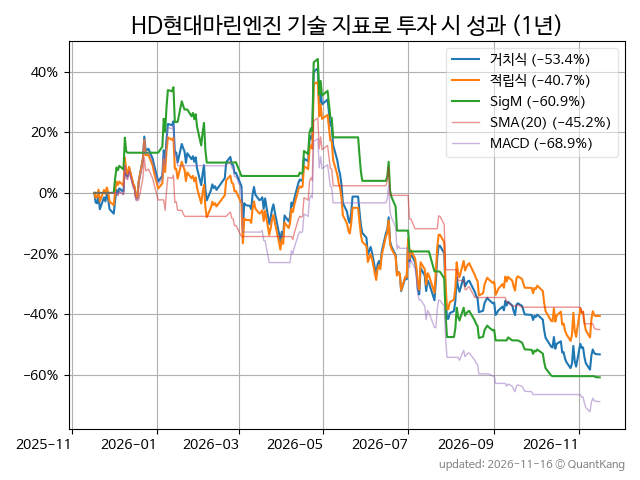 HD현대마린엔진 기술 지표로 투자 시 성과 (1년)
거치식 (−53.4%)
적립식 (−40.7%)
SigM (−60.9%)
SMA(20) (−45.2%)
MACD (−68.9%)
40%
20%
0%
−20%
−40%
−60%
2025-11 2026-01 2026-03 2026-05 2026-07 2026-09 2026-11
updated: 2026-11-16 © QuantKang